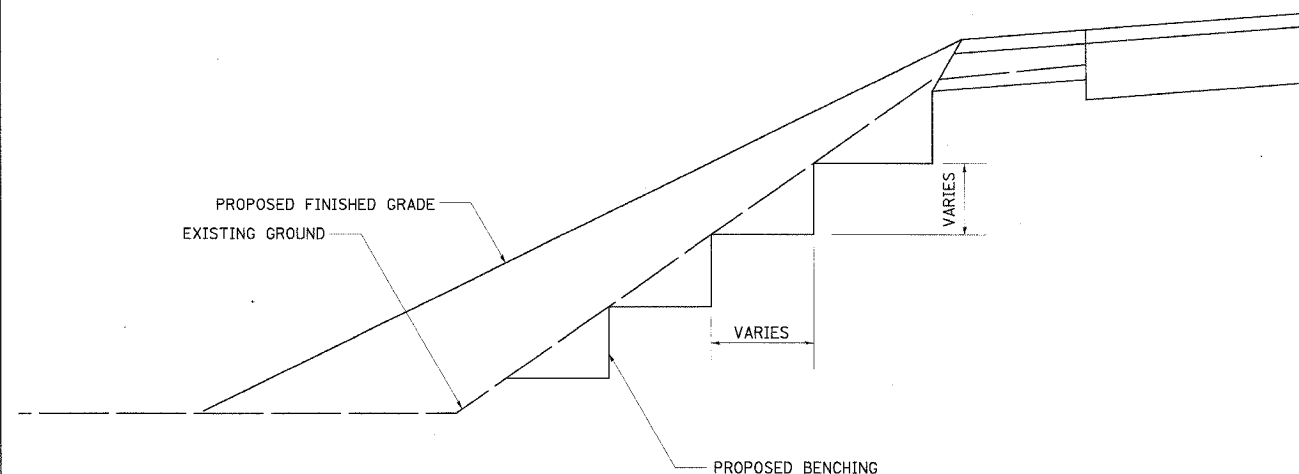 PROPOSED FINISHED GRADE
EXISTING GROUND
VARIES
VARIES
PROPOSED BENCHING